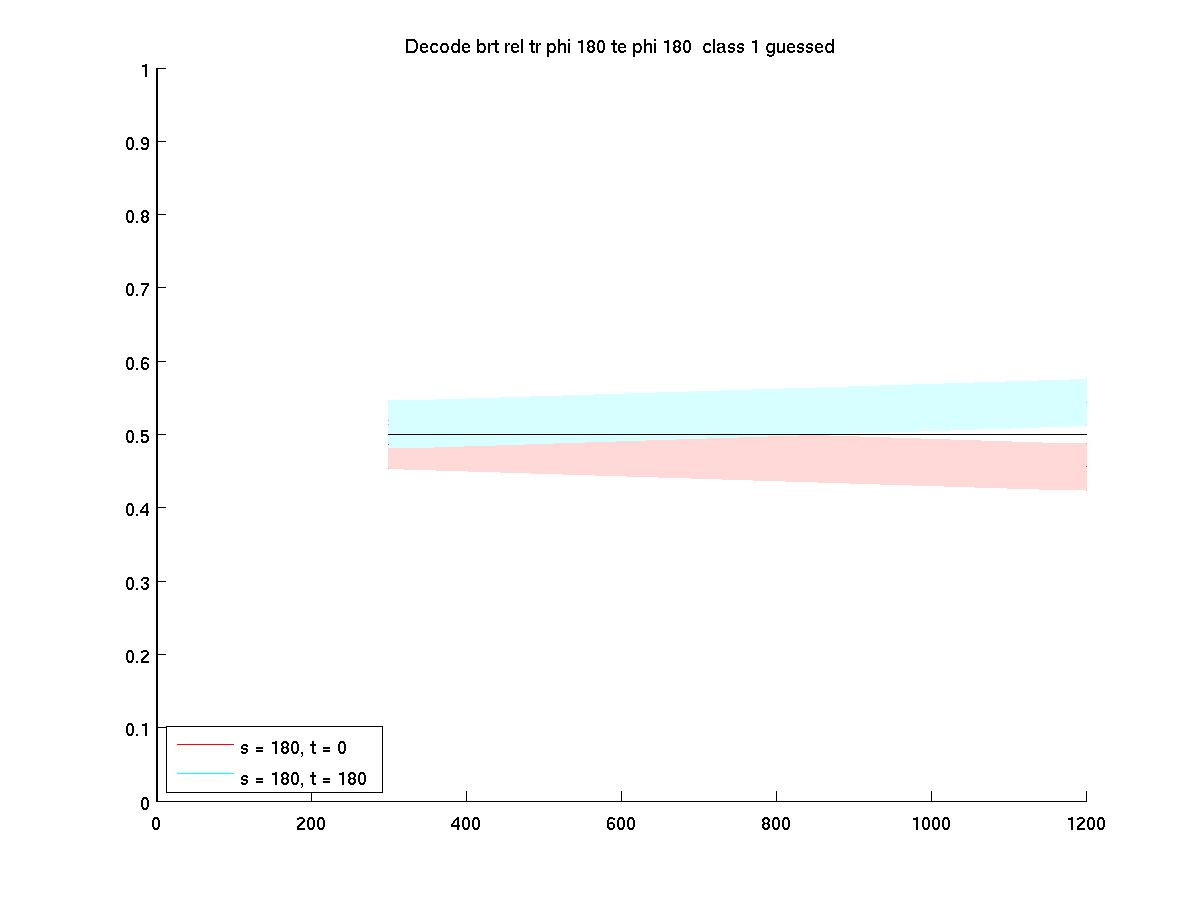 Decode brt rel tr phi 180 te phi 180  class 1 guessed
1
0.9
0.8
0.7
0.6
0.5
0.4
0.3
0.2
0.1
0
s = 180, t = 0
s = 180, t = 180
0 200 400 600 800 1000 1200